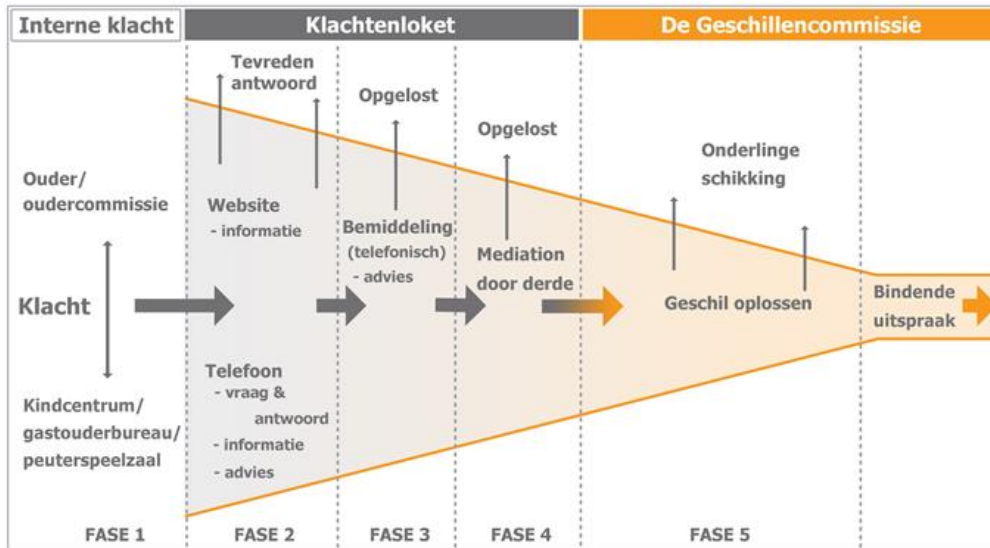 Interne klacht
Klachtenloket
De Geschillencommissie
Ouder/
oudercommissie
Klacht
Kindcentrum/
gastouderbureau/
peuterspeelzaal
Tevreden
antwoord
Website
- informatie
Telefoon
- vraag &
antwoord
- informatie
- advies
Opgelost
Bemiddeling
(telefonisch)
- advies
Opgelost
Mediation
door derde
Onderlinge
schikking
Geschil oplossen
Bindende
uitspraak
FASE 1
FASE 2
FASE 3
FASE 4
FASE 5